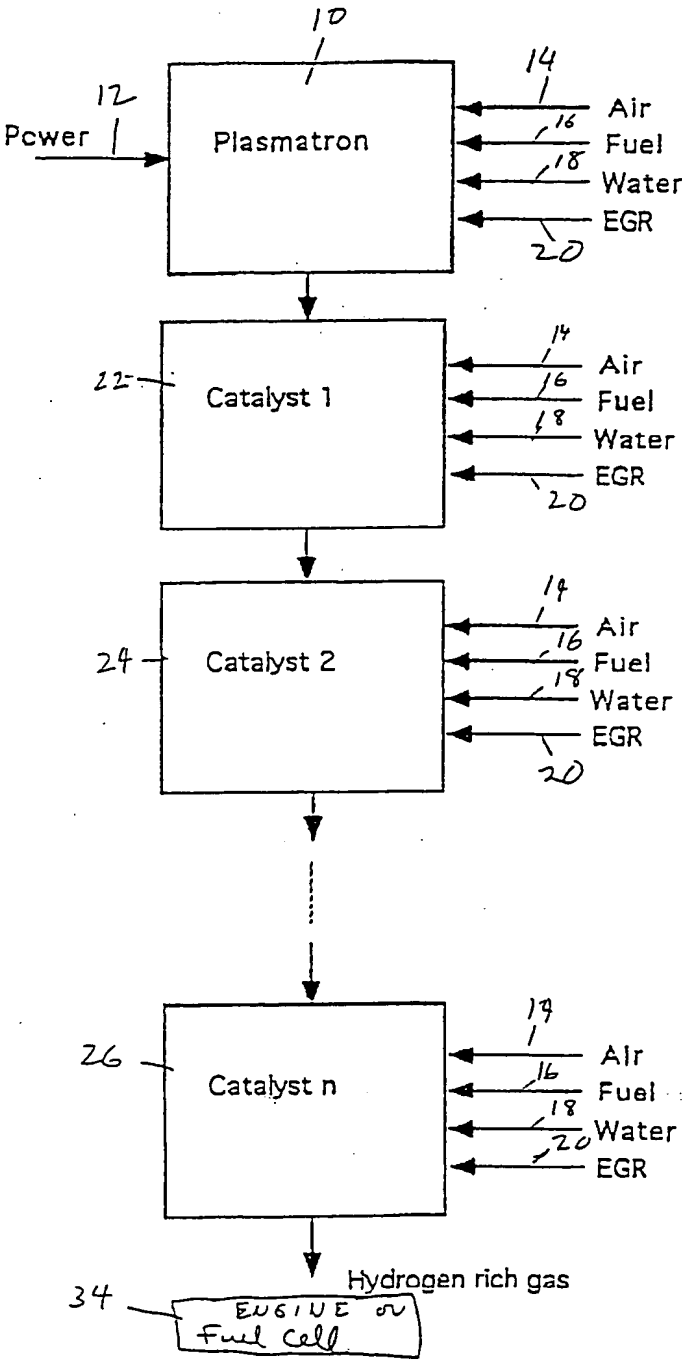 10
12
Power
Plasmatron
14
Air
16
Fuel
18
Water
20
EGR
22
Catalyst 1
14
Air
16
Fuel
18
Water
20
EGR
24
Catalyst 2
14
Air
16
Fuel
18
Water
20
EGR
26
Catalyst n
14
Air
16
Fuel
18
Water
20
EGR
Hydrogen rich gas
34
ENGINE or
Fuel Cell